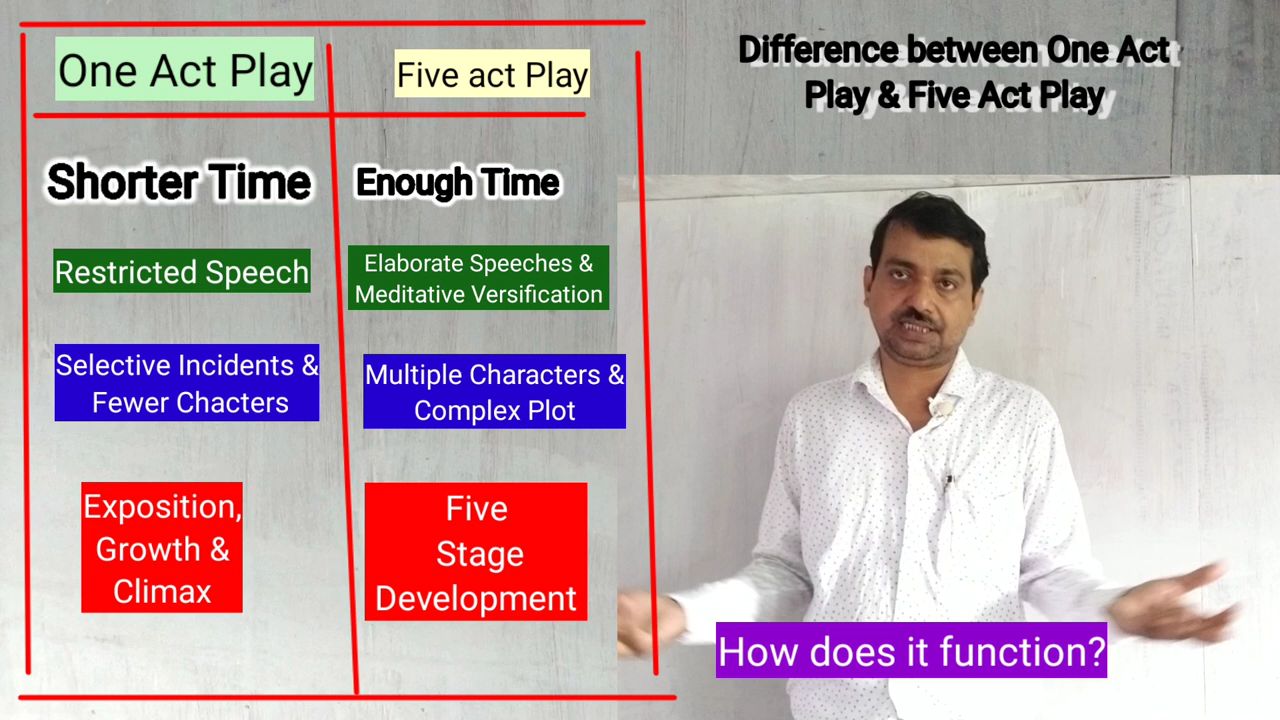 One Act Play
Five act Play
Difference between One Act
Play & Five Act Play
Shorter Time
Enough Time
Restricted Speech
Elaborate Speeches &
Meditative Versification
Selective Incidents &
Fewer Chacters
Multiple Characters &
Complex Plot
Exposition,
Growth &
Climax
Five
Stage
Development
How does it function?